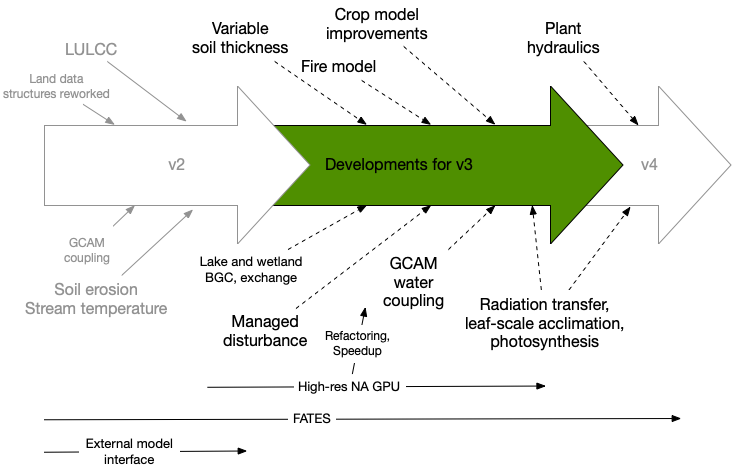 Variable
soil thickness
Crop model
improvements
Plant
hydraulics
LULCC
Fire model
Land data
structures reworked
v2
Developments for v3
v4
GCAM
coupling
Soil erosion
Stream temperature
Lake and wetland
BGC, exchange
GCAM
water
coupling
Managed
disturbance
Radiation transfer,
leaf-scale acclimation,
photosynthesis
Refactoring,
Speedup
High-res NA GPU
FATES
External model
interface